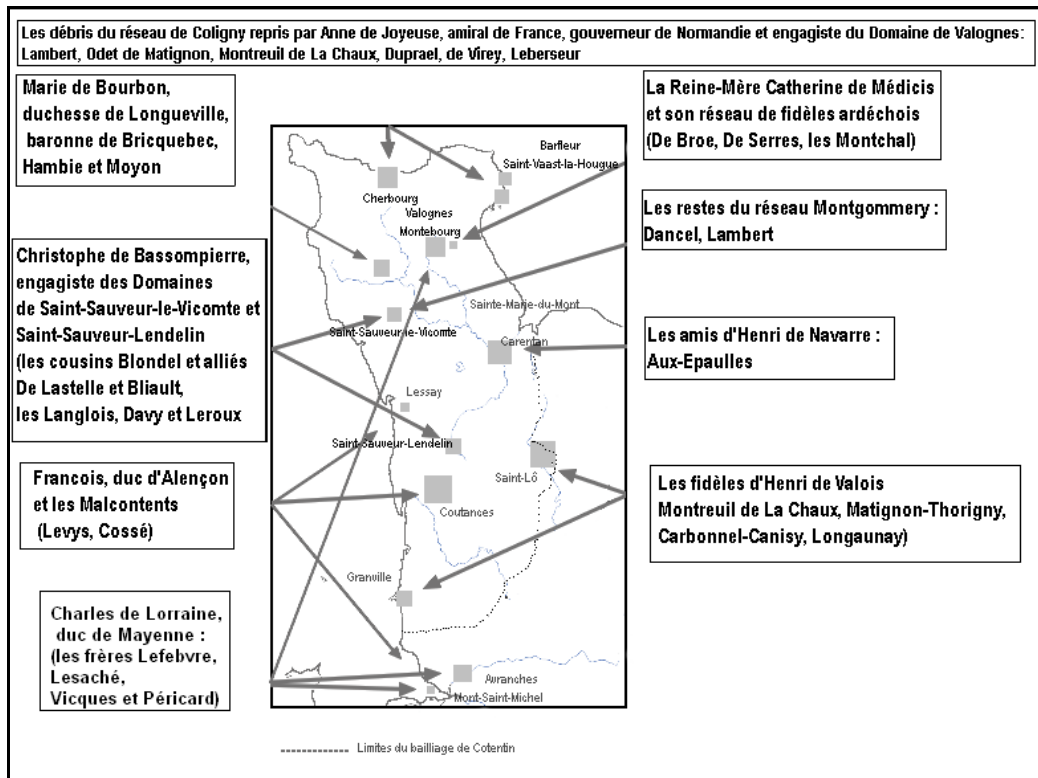 Les débris du réseau de Coligny repris par Anne de Joyeuse, amiral de France, gouverneur de Normandie et engagiste du Domaine de Valognes:
Lambert, Odet de Matignon, Montreuil de La Chaux, Duprael, de Virey, Leberseur
Marie de Bourbon,
duchesse de Longueville,
baronne de Bricquebec,
Hambie et Moyon
La Reine-Mère Catherine de Médicis
et son réseau de fidèles ardéchois
(De Broe, De Serres, les Montchal)
Barfleur
Saint-Vaast-la-Hougue
Cherbourg
Valognes
Montebourg
Les restes du réseau Montgommery :
Dancel, Lambert
Christophe de Bassompierre,
engagiste des Domaines
de Saint-Sauveur-le-Vicomte et
Saint-Sauveur-Lendelin
(les cousins Blondel et alliés
De Lastelle et Bliault,
les Langlois, Davy et Leroux
Sainte-Marie-du-Mont
Saint-Sauveur-le-Vicomte
Carentan
Les amis d'Henri de Navarre :
Aux-Epaulles
Lessay
Saint-Sauveur-Lendelin
Saint-Lô
Coutances
Francois, duc d'Alençon
et les Malcontents
(Levys, Cossé)
Les fidèles d'Henri de Valois
Montreuil de La Chaux, Matignon-Thorigny,
Carbonnel-Canisy, Longaunay)
Granville
Charles de Lorraine,
duc de Mayenne :
(les frères Lefebvre,
Lesaché,
Vicques et Péricard)
Avranches
Mont-Saint-Michel
Limites du bailliage de Cotentin